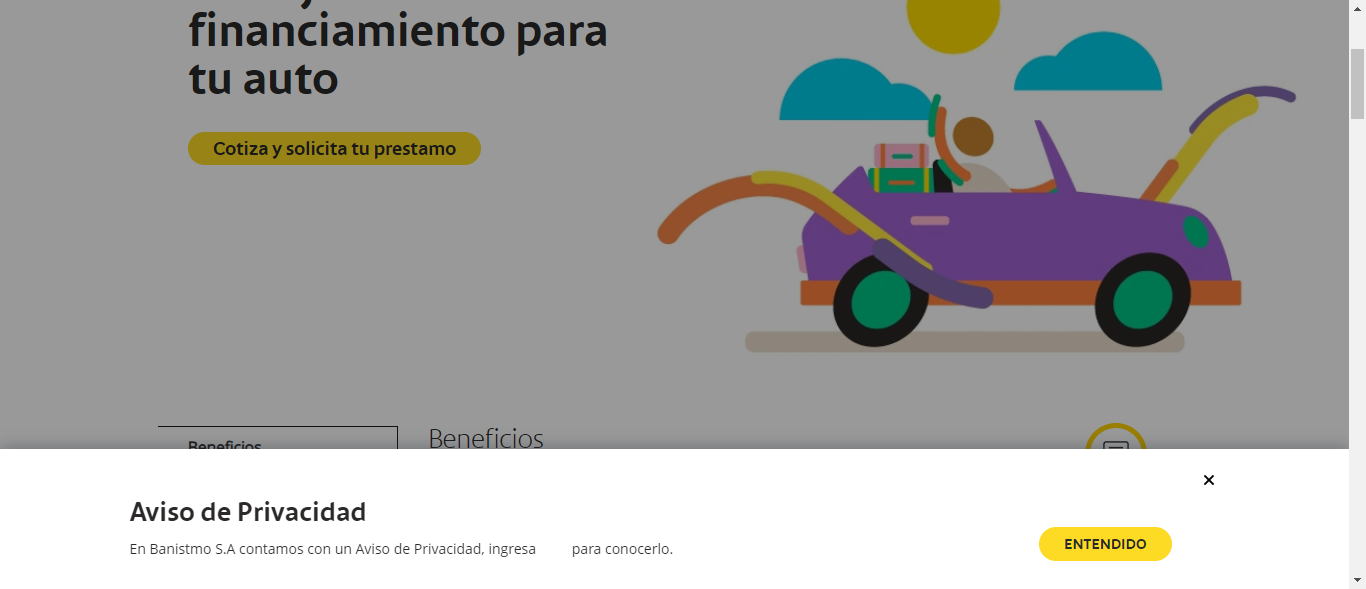 financiamiento para
tu auto
Cotiza y solicita tu prestamo
Beneficios
Beneficios
Aviso de Privacidad
En Banistmo S.A contamos con un Aviso de Privacidad, ingresa para conocerlo.
ENTENDIDO